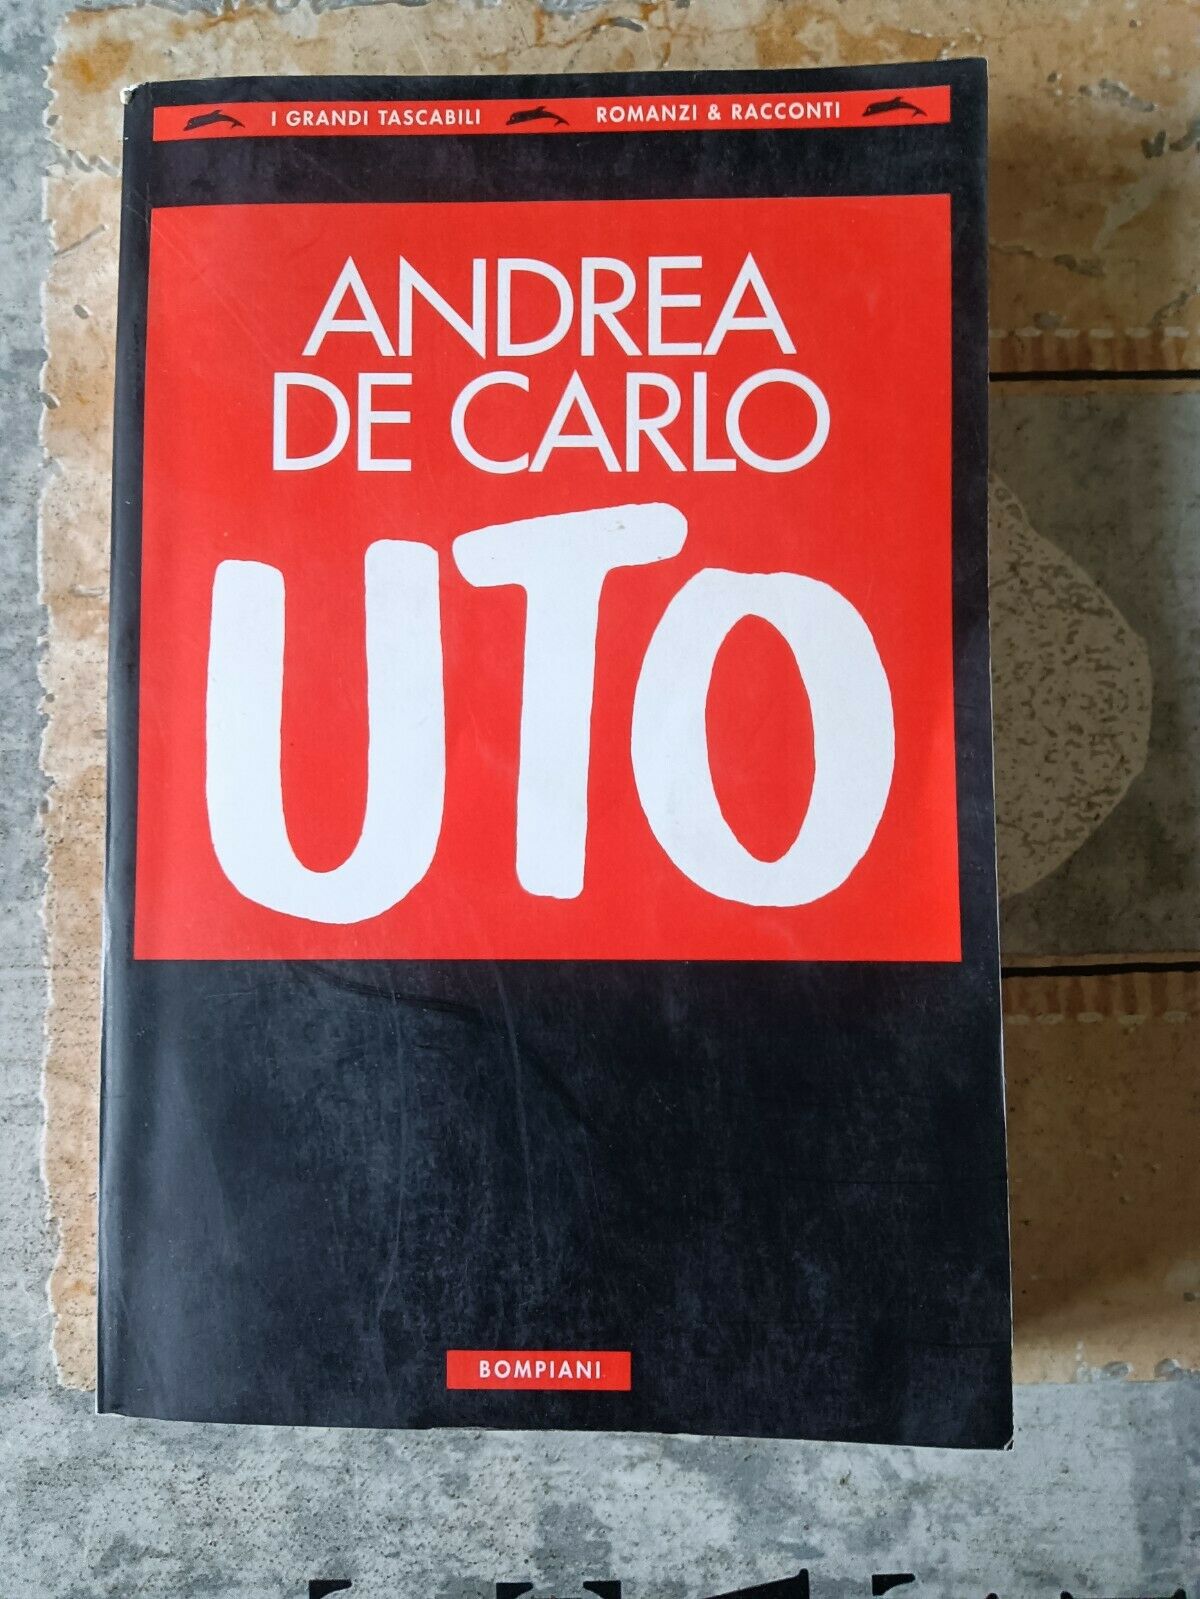 I GRANDI TASCABILI ROMANZI & RACCONTI
ANDREA
DE CARLO
UTO
BOMPIANI